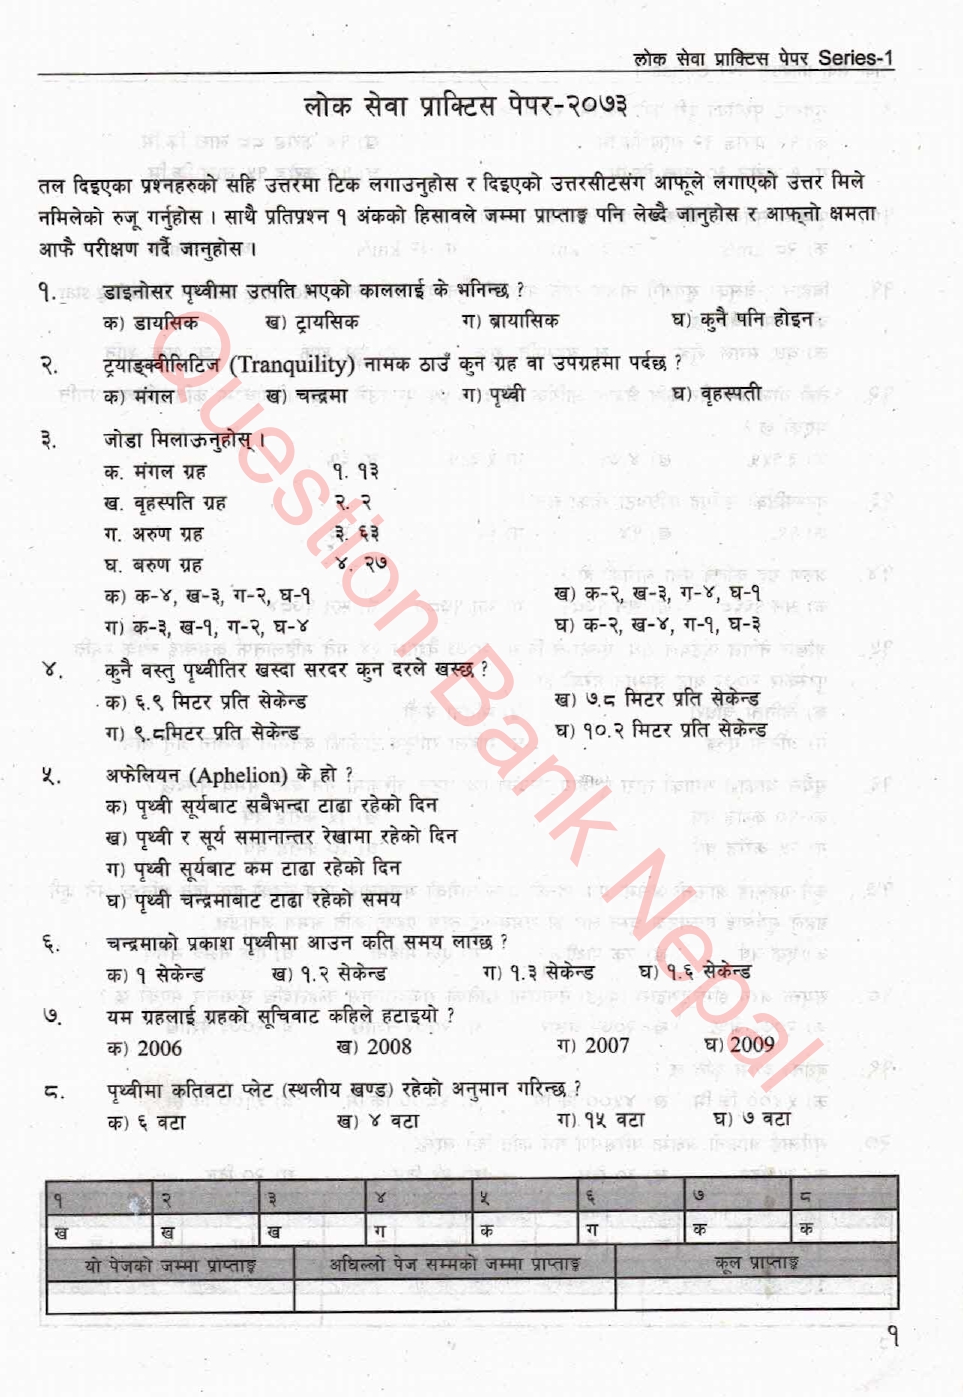 लोक सेवा प्राक्टिस पेपर Series-1
लोक सेवा प्राक्टिस पेपर-२०७३
तल दिइएका प्रश्नहरुको सहि उत्तरमा टिक लगाउनुहोस र दिइएको उत्तरसीटसंग आफूले लगाएको उत्तर मिले
नमिलेको रुजू गर्नुहोस । साथै प्रतिप्रश्न १ अंकको हिसावले जम्मा प्राप्ताङ्क पनि लेख्दै जानुहोस र आफ्नो क्षमता
आफै परीक्षण गर्दै जानुहोस ।
१. डाइनोसर पृथ्वीमा उत्पति भएको काललाई के भनिन्छ ?
क) डायसिक ख) ट्रायसिक ग) ब्रायासिक घ) कुनै पनि होइन
२. ट्रयाङ्क्वीलिटिज (Tranquility) नामक ठाउँ कुन ग्रह वा उपग्रहमा पर्दछ ?
क) मंगल ख) चन्द्रमा ग) पृथ्वी घ) वृहस्पती
३. जोडा मिलाऊनुहोस् ।
क. मंगल ग्रह १. १३
ख. वृहस्पति ग्रह २. २
ग. अरुण ग्रह ३. ६३
घ. बरुण ग्रह ४. २७
क) क-४, ख-३, ग-२, घ-१ ख) क-२, ख-३, ग-४, घ-१
ग) क-३, ख-१, ग-२, घ-४ घ) क-२, ख-४, ग-१, घ-३
४. कुनै वस्तु पृथ्वीतिर खस्दा सरदर कुन दरले खस्छ ?
क) ६.९ मिटर प्रति सेकेन्ड ख) ७.८ मिटर प्रति सेकेन्ड
ग) ९.८मिटर प्रति सेकेन्ड घ) १०.२ मिटर प्रति सेकेन्ड
५. अफेलियन (Aphelion) के हो ?
क) पृथ्वी सूर्यबाट सबैभन्दा टाढा रहेको दिन
ख) पृथ्वी र सूर्य समानान्तर रेखामा रहेको दिन
ग) पृथ्वी सूर्यबाट कम टाढा रहेको दिन
घ) पृथ्वी चन्द्रमाबाट टाढा रहेको समय
६. चन्द्रमाको प्रकाश पृथ्वीमा आउन कति समय लाग्छ ?
क) १ सेकेन्ड ख) १.२ सेकेन्ड ग) १.३ सेकेन्ड घ) १.६ सेकेन्ड
७. यम ग्रहलाई ग्रहको सूचिबाट कहिले हटाइयो ?
क) 2006 ख) 2008 ग) 2007 घ) 2009
८. पृथ्वीमा कतिवटा प्लेट (स्थलीय खण्ड) रहेको अनुमान गरिन्छ ?
क) ६ वटा ख) ४ वटा ग) १५ वटा घ) ७ वटा
१ २ ३ ४ ५ ६ ७ ८
ख ख ख ग क ग क क
यो पेजको जम्मा प्राप्ताङ्क अघिल्लो पेज सम्मको जम्मा प्राप्ताङ्क कूल प्राप्ताङ्क
१
Question Bank Nepal